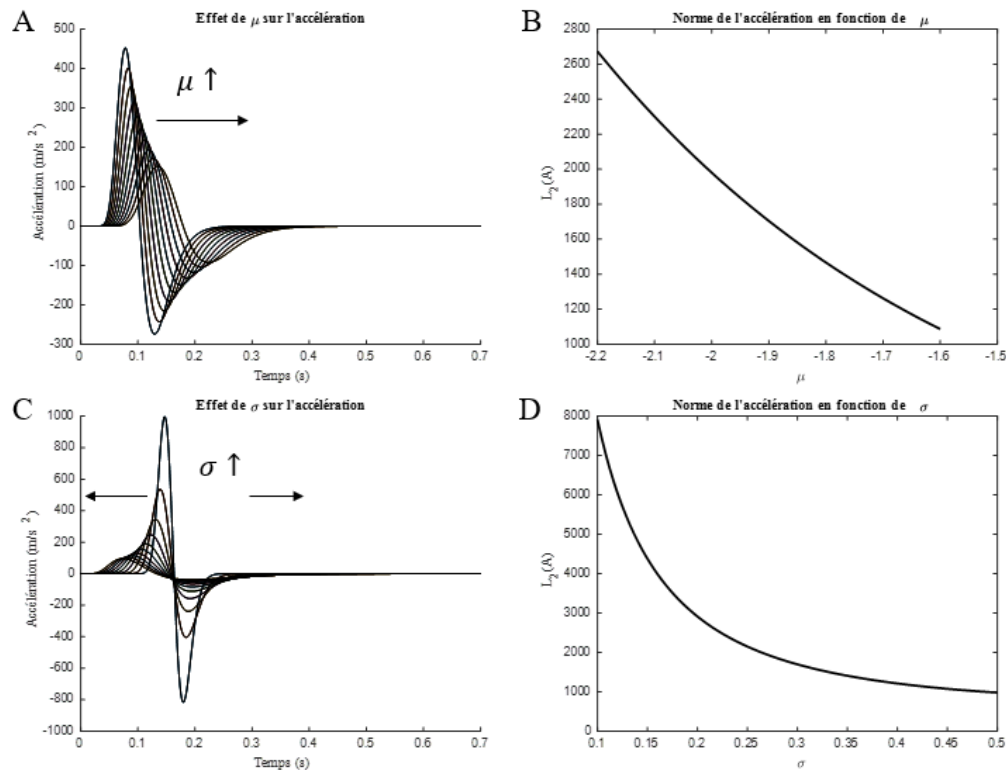 A
Effet de μ sur l'accélération
500
400
300
200
100
0
-100
-200
-300
Accélération (m/s²)
μ ↑
0 0.1 0.2 0.3 0.4 0.5 0.6 0.7
Temps (s)
B
Norme de l'accélération en fonction de μ
2800
2600
2400
2200
2000
1800
1600
1400
1200
1000
L₂(A)
-2.2 -2.1 -2 -1.9 -1.8 -1.7 -1.6 -1.5
μ
C
Effet de σ sur l'accélération
1000
800
600
400
200
0
-200
-400
-600
-800
-1000
Accélération (m/s²)
σ ↑
0 0.1 0.2 0.3 0.4 0.5 0.6 0.7
Temps (s)
D
Norme de l'accélération en fonction de σ
8000
7000
6000
5000
4000
3000
2000
1000
0
L₂(A)
0.1 0.15 0.2 0.25 0.3 0.35 0.4 0.45 0.5
σ